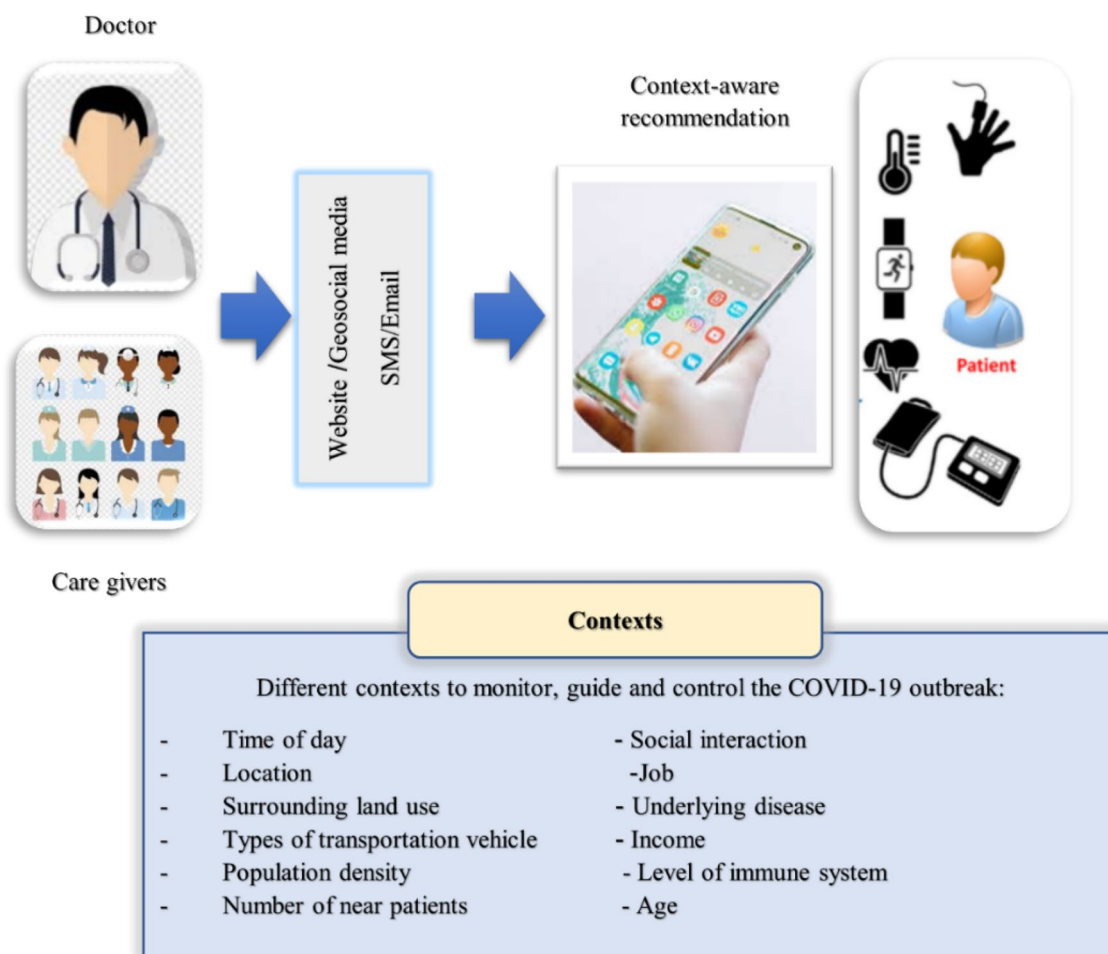 Doctor
Context-aware
recommendation
Website /Geosocial media
SMS/Email
Patient
Care givers
Contexts
Different contexts to monitor, guide and control the COVID-19 outbreak:
- Time of day
- Location
- Surrounding land use
- Types of transportation vehicle
- Population density
- Number of near patients
- Social interaction
-Job
- Underlying disease
- Income
- Level of immune system
- Age